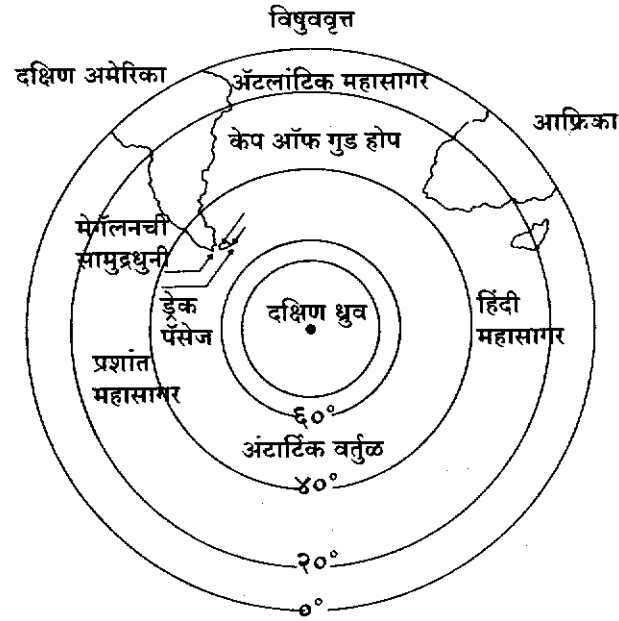 विषुववृत्त
दक्षिण अमेरिका
ॲटलांटिक महासागर
आफ्रिका
केप ऑफ गुड होप
मेगॅलनची
सामुद्रधुनी
ड्रेक
पॅसेज
दक्षिण ध्रुव
हिंदी
महासागर
प्रशांत
महासागर
६०°
अंटार्टिक वर्तुळ
४०°
२०°
०°